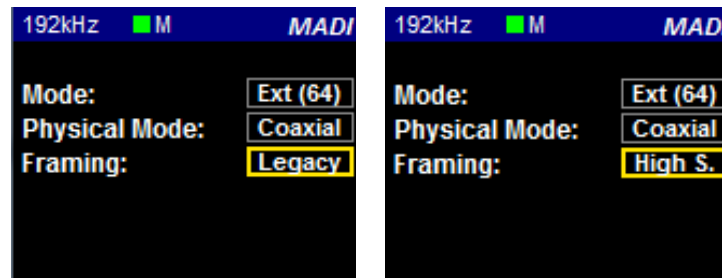 192kHz M MADI
Mode: Ext (64)
Physical Mode: Coaxial
Framing: Legacy
192kHz M MADI
Mode: Ext (64)
Physical Mode: Coaxial
Framing: High S.